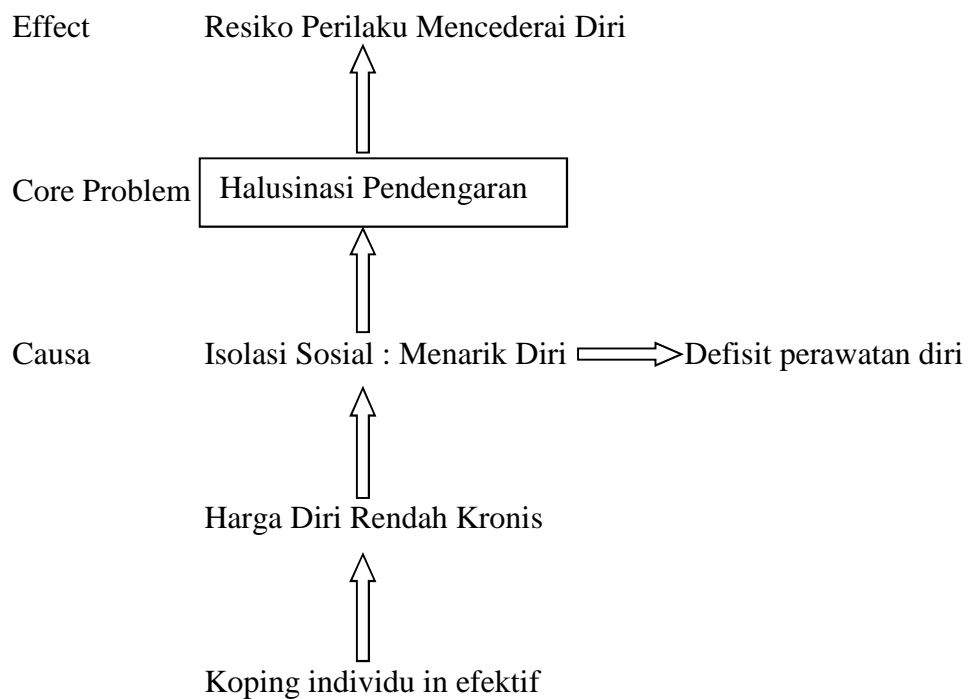 Effect Resiko Perilaku Mencederai Diri
Core Problem Halusinasi Pendengaran
Causa Isolasi Sosial : Menarik Diri Defisit perawatan diri
Harga Diri Rendah Kronis
Koping individu in efektif